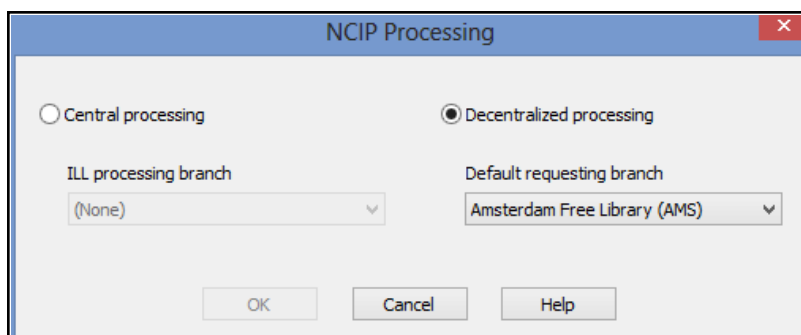 NCIP Processing
Central processing
Decentralized processing
ILL processing branch
Default requesting branch
(None)
Amsterdam Free Library (AMS)
OK
Cancel
Help